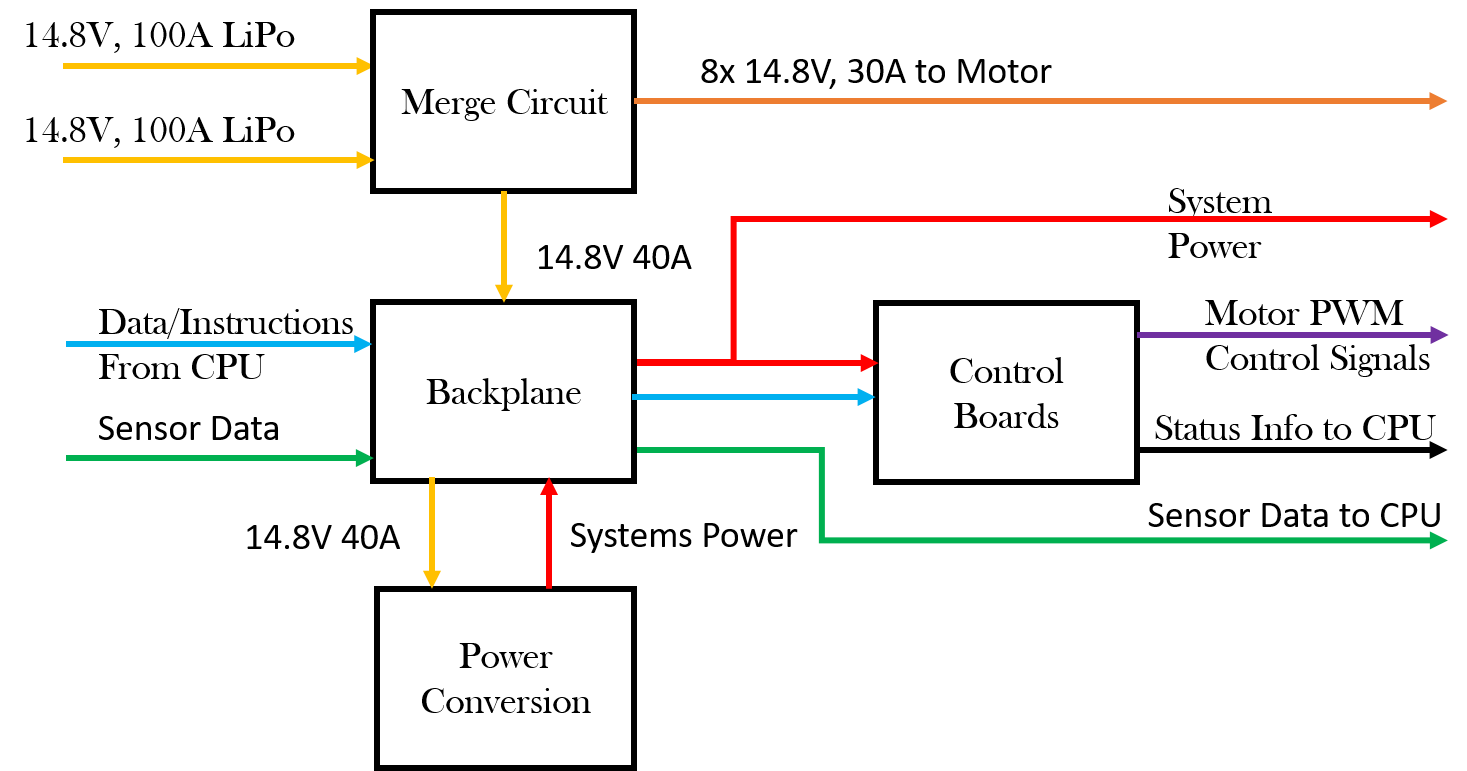 14.8V, 100A LiPo
14.8V, 100A LiPo
Merge Circuit
8x 14.8V, 30A to Motor
System
Power
14.8V 40A
Data/Instructions
From CPU
Sensor Data
Backplane
Control
Boards
Motor PWM
Control Signals
Status Info to CPU
Sensor Data to CPU
14.8V 40A
Systems Power
Power
Conversion